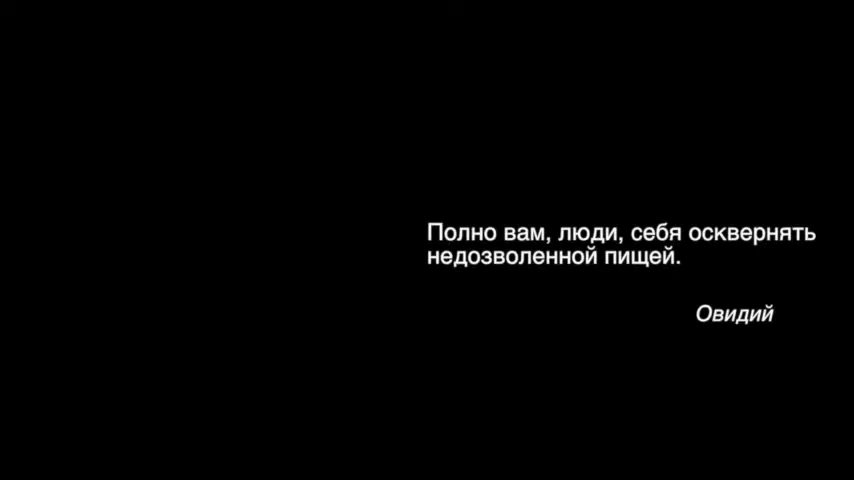 Полно вам, люди, себя осквернять
недозволенной пищей.
Овидий